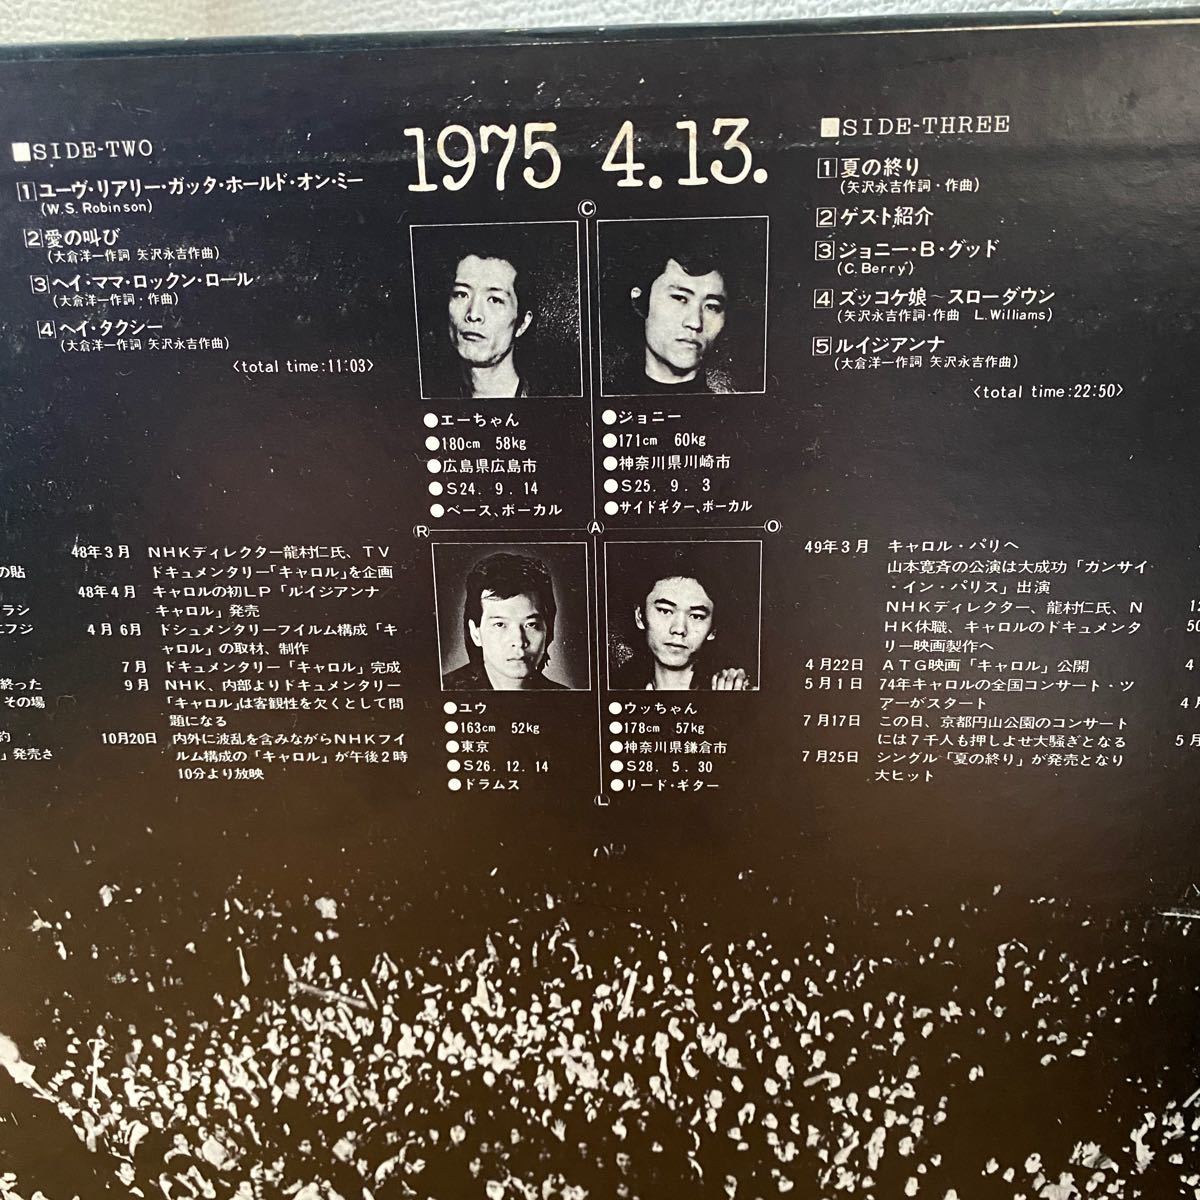 1975 4.13.
■SIDE-TWO
1 ユーヴ・リアリー・ガッタ・ホールド・オン・ミー
(W.S. Robinson)
2 愛の叫び
(大倉洋一作詞 矢沢永吉作曲)
3 ヘイ・ママ・ロックン・ロール
(大倉洋一作詞・作曲)
4 ヘイ・タクシー
(大倉洋一作詞 矢沢永吉作曲)
〈total time:11:03〉
■SIDE-THREE
1 夏の終り
(矢沢永吉作詞・作曲)
2 ゲスト紹介
3 ジョニー・B・グッド
(C. Berry)
4 ズッコケ娘〜スローダウン
(矢沢永吉作詞・作曲 L.Williams)
5 ルイジアンナ
(大倉洋一作詞 矢沢永吉作曲)
〈total time:22:50〉
C
●エーちゃん
●180cm 58kg
●広島県広島市
●S24. 9. 14
●ベース、ボーカル
●ジョニー
●171cm 60kg
●神奈川県川崎市
●S25. 9. 3
●サイドギター、ボーカル
R
A
O
●ユウ
●163cm 52kg
●東京
●S26. 12. 14
●ドラムス
●ウッちゃん
●178cm 57kg
●神奈川県鎌倉市
●S28. 5. 30
●リード・ギター
L
の貼
ラシ
エフジ
終った
その場
約
」発売さ
48年3月 NHKディレクター龍村仁氏、TV
ドキュメンタリー「キャロル」を企画
48年4月 キャロルの初LP「ルイジアンナ
キャロル」発売
4月6月 ドシュメンタリーフイルム構成「キ
ャロル」の取材、制作
7月 ドキュメンタリー「キャロル」完成
9月 NHK、内部よりドキュメンタリー
「キャロル」は客観性を欠くとして問
題になる
10月20日 内外に波乱を含みながらNHKフイ
ルム構成の「キャロル」が午後2時
10分より放映
49年3月 キャロル・パリへ
山本寛斉の公演は大成功「カンサイ
・イン・パリス」出演
NHKディレクター、龍村仁氏、N
HK休職、キャロルのドキュメンタ
リー映画製作へ
4月22日 ATG映画「キャロル」公開
5月1日 74年キャロルの全国コンサート・ツ
アーがスタート
7月17日 この日、京都円山公園のコンサート
には7千人も押しよせ大騒ぎとなる
7月25日 シングル「夏の終り」が発売となり
大ヒット
1
50
4
4月
5月